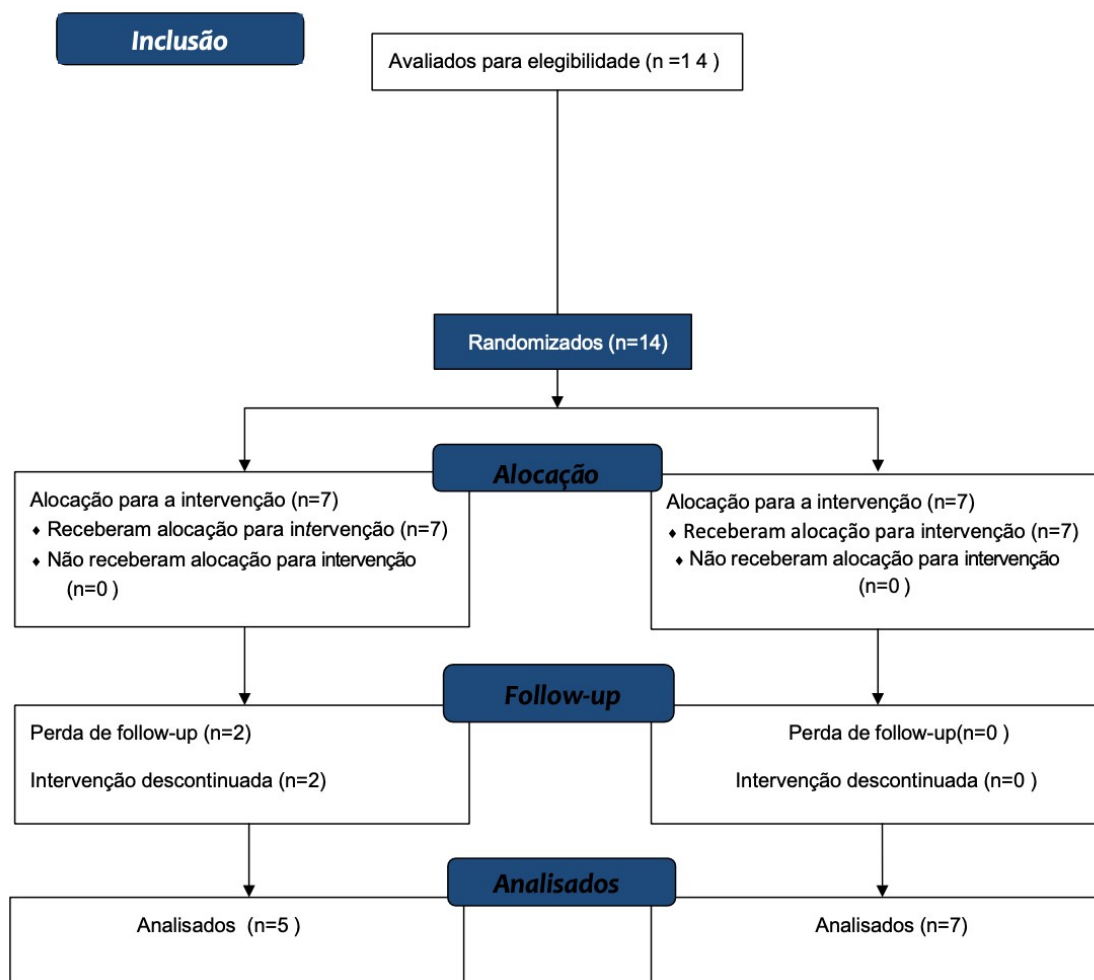 Inclusão
Avaliados para elegibilidade (n =1 4 )
Randomizados (n=14)
Alocação
Alocação para a intervenção (n=7)
♦ Receberam alocação para intervenção (n=7)
♦ Não receberam alocação para intervenção
(n=0 )
Alocação para a intervenção (n=7)
♦ Receberam alocação para intervenção (n=7)
♦ Não receberam alocação para intervenção
(n=0 )
Follow-up
Perda de follow-up (n=2)
Intervenção descontinuada (n=2)
Perda de follow-up(n=0 )
Intervenção descontinuada (n=0 )
Analisados
Analisados (n=5 )
Analisados (n=7)